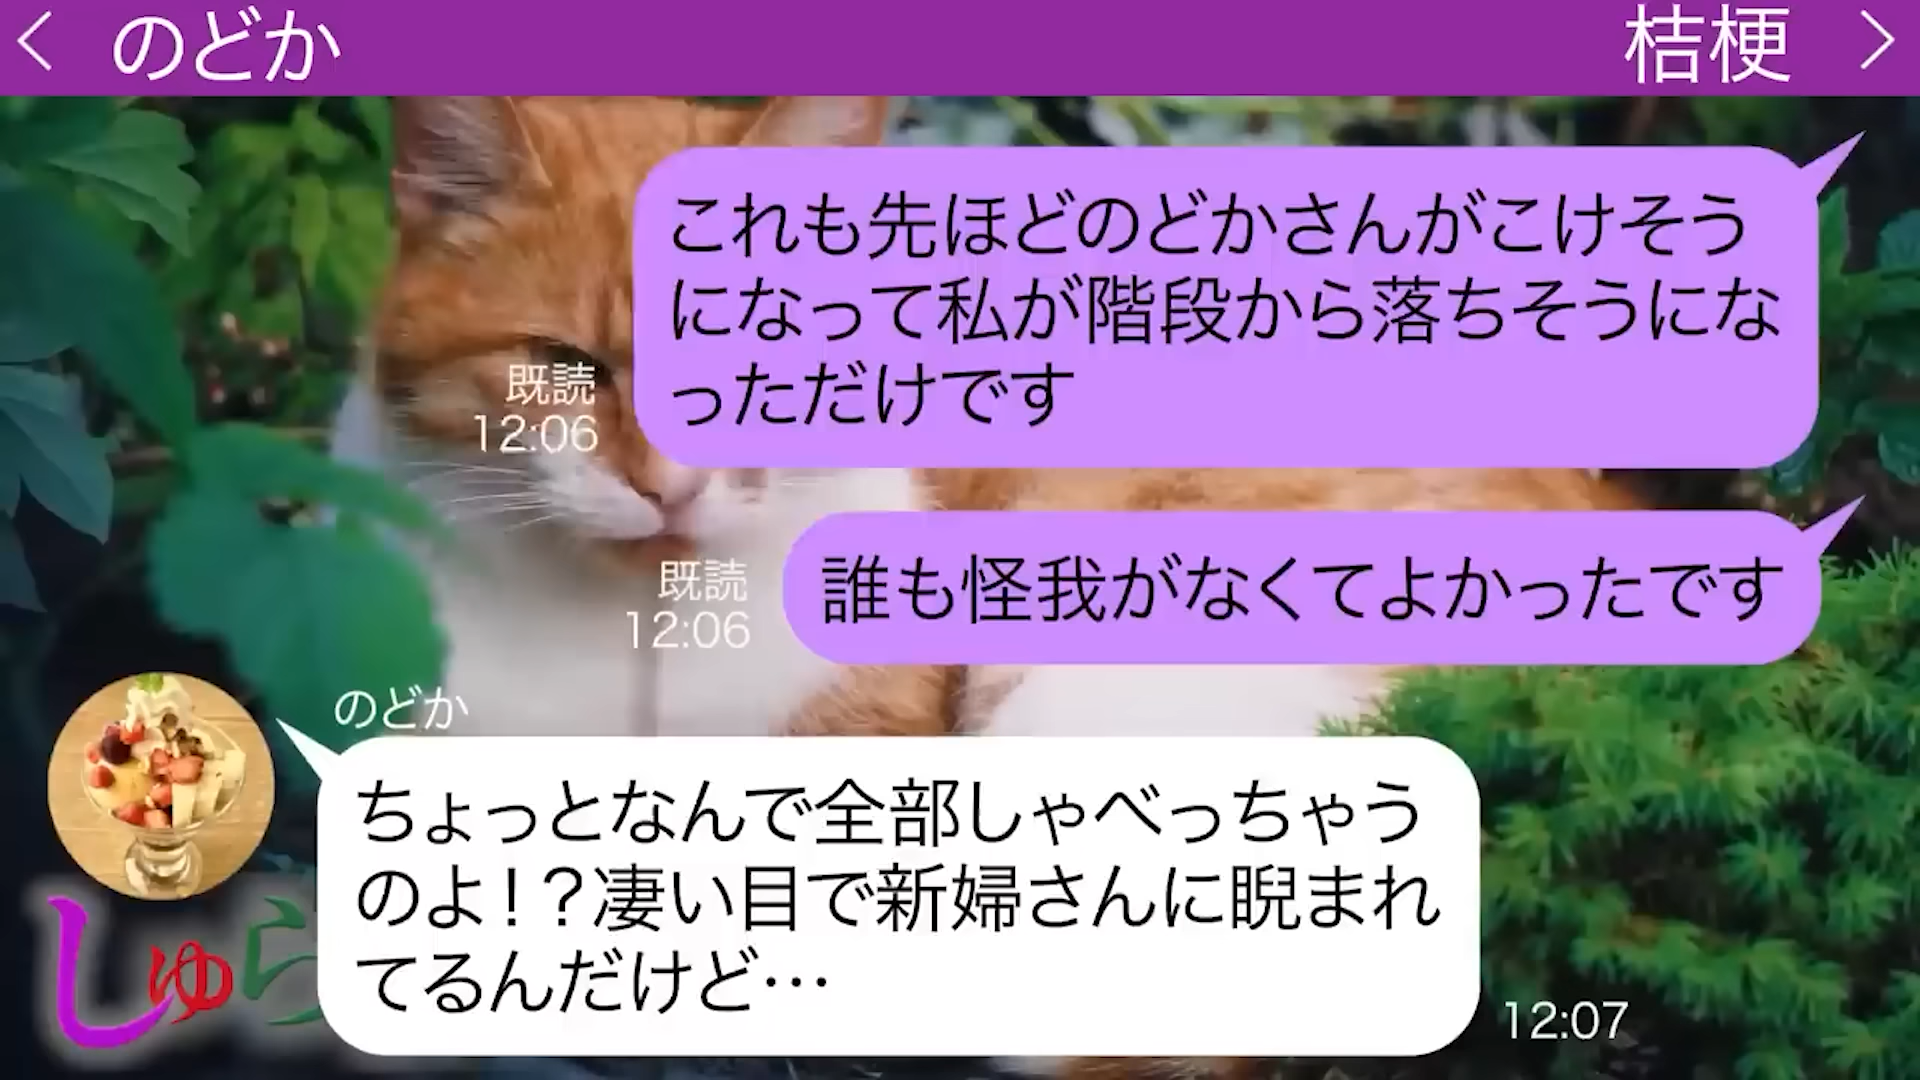 のどか
桔梗
これも先ほどのどかさんがこけそう
になって私が階段から落ちそうにな
っただけです
既読
12:06
誰も怪我がなくてよかったです
既読
12:06
のどか
ちょっとなんで全部しゃべっちゃう
のよ！？凄い目で新婦さんに睨まれ
てるんだけど…
12:07
しゅら